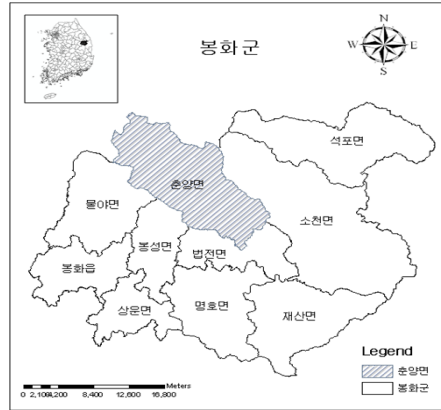 봉화군
N
W E
S
석포면
춘양면
물야면
소천면
봉성면
법전면
봉화읍
상운면
명호면
재산면
Legend
춘양면
봉화군
Meters
0 2,100 4,200 8,400 12,600 16,800